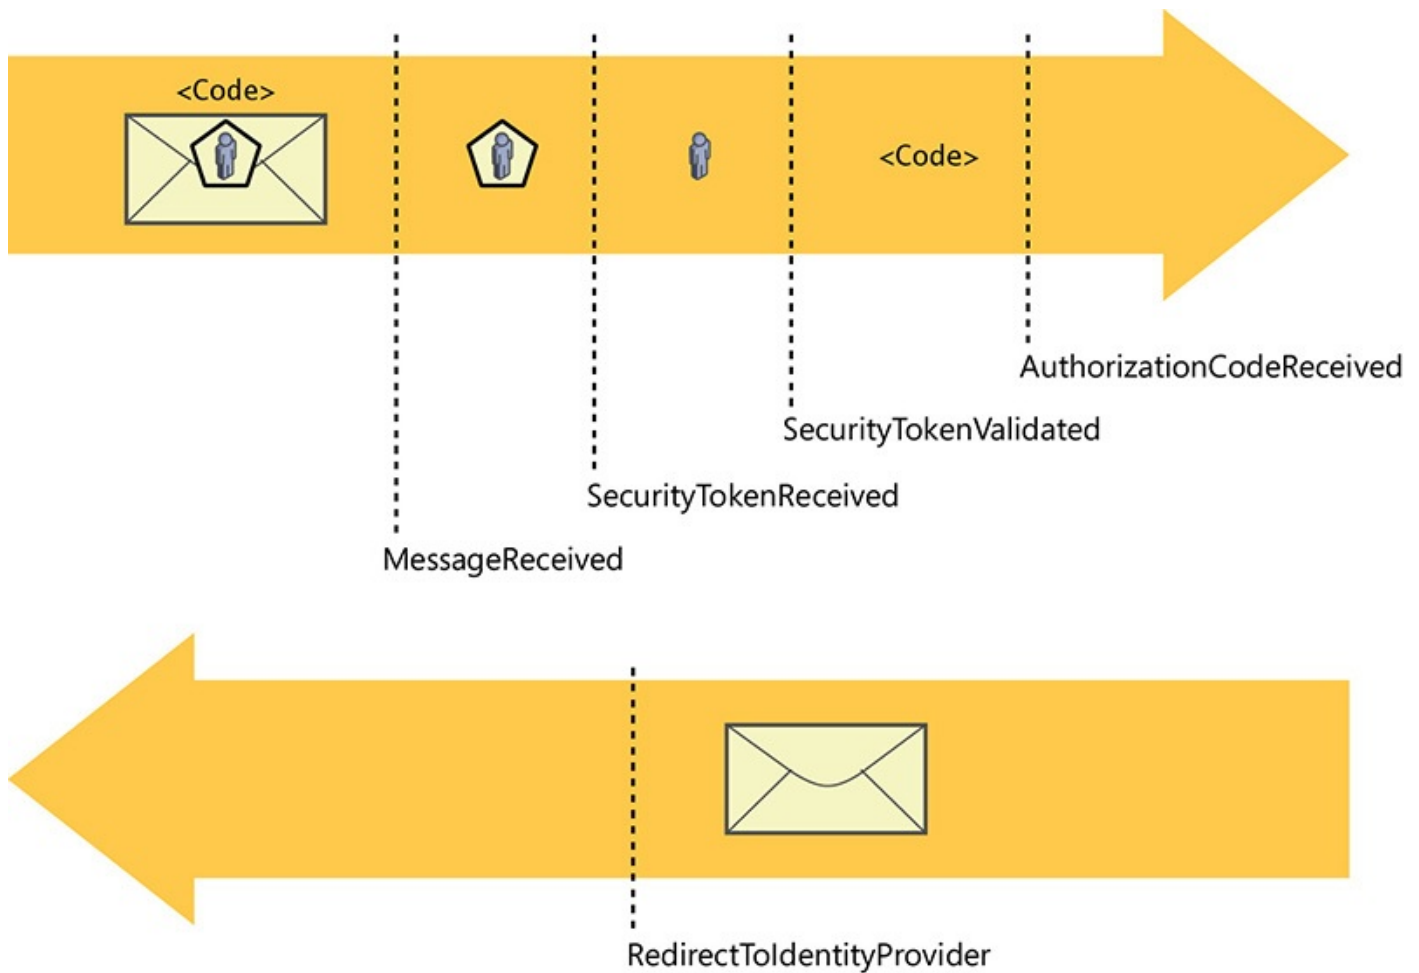 <Code>
<Code>
AuthorizationCodeReceived
SecurityTokenValidated
SecurityTokenReceived
MessageReceived
RedirectToIdentityProvider